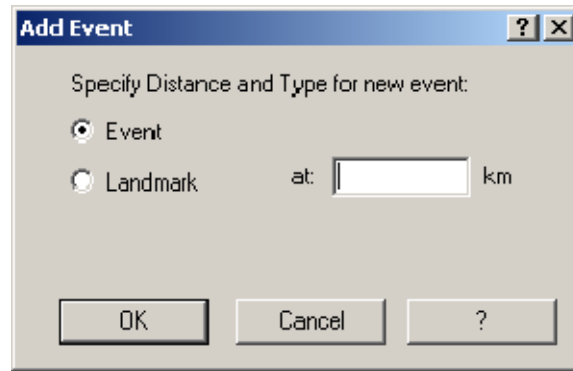 Add Event ? X
Specify Distance and Type for new event:
Event
Landmark at: km
OK Cancel ?